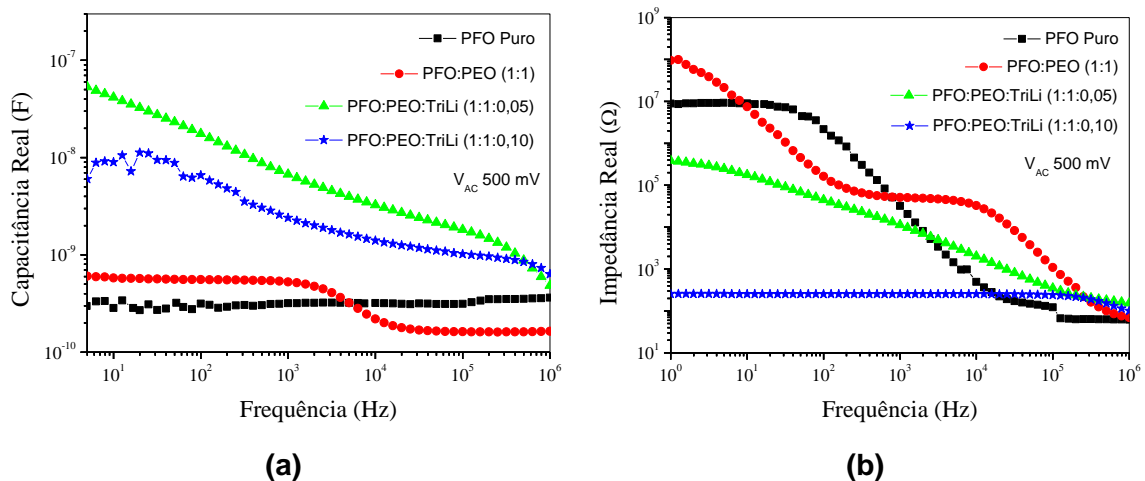 Capacitância Real (F)
10⁻⁷
10⁻⁸
10⁻⁹
10⁻¹⁰
PFO Puro
PFO:PEO (1:1)
PFO:PEO:TriLi (1:1:0,05)
PFO:PEO:TriLi (1:1:0,10)
V_AC 500 mV
10¹ 10² 10³ 10⁴ 10⁵ 10⁶
Frequência (Hz)
(a)
Impedância Real (Ω)
10⁹
10⁷
10⁵
10³
10¹
PFO Puro
PFO:PEO (1:1)
PFO:PEO:TriLi (1:1:0,05)
PFO:PEO:TriLi (1:1:0,10)
V_AC 500 mV
10⁰ 10¹ 10² 10³ 10⁴ 10⁵ 10⁶
Frequência (Hz)
(b)